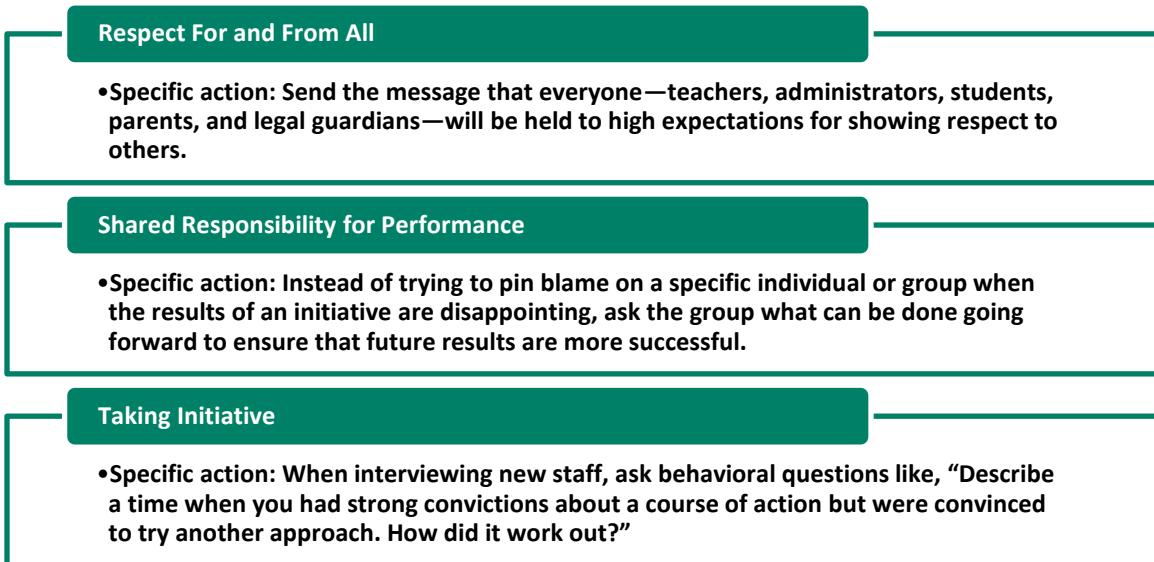 Respect For and From All
•Specific action: Send the message that everyone—teachers, administrators, students,
parents, and legal guardians—will be held to high expectations for showing respect to
others.
Shared Responsibility for Performance
•Specific action: Instead of trying to pin blame on a specific individual or group when
the results of an initiative are disappointing, ask the group what can be done going
forward to ensure that future results are more successful.
Taking Initiative
•Specific action: When interviewing new staff, ask behavioral questions like, “Describe
a time when you had strong convictions about a course of action but were convinced
to try another approach. How did it work out?”